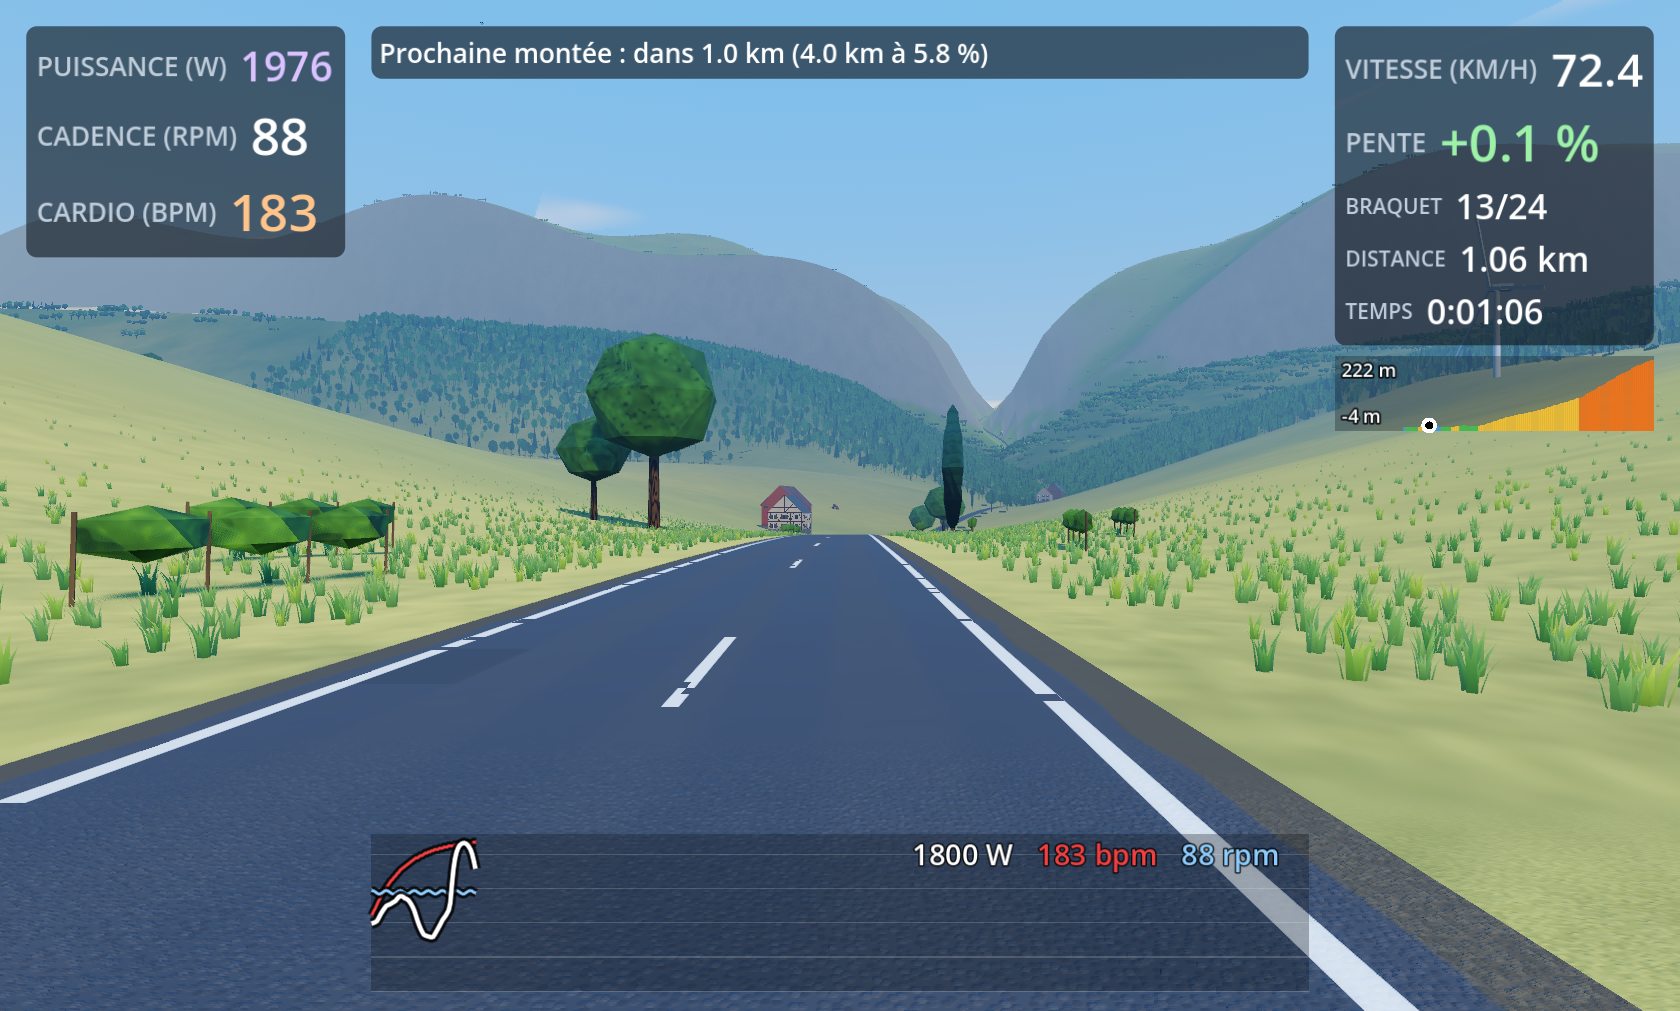 PUISSANCE (W) 1976
CADENCE (RPM) 88
CARDIO (BPM) 183
Prochaine montée : dans 1.0 km (4.0 km à 5.8 %)
VITESSE (KM/H) 72.4
PENTE +0.1 %
BRAQUET 13/24
DISTANCE 1.06 km
TEMPS 0:01:06
222 m
-4 m
1800 W 183 bpm 88 rpm